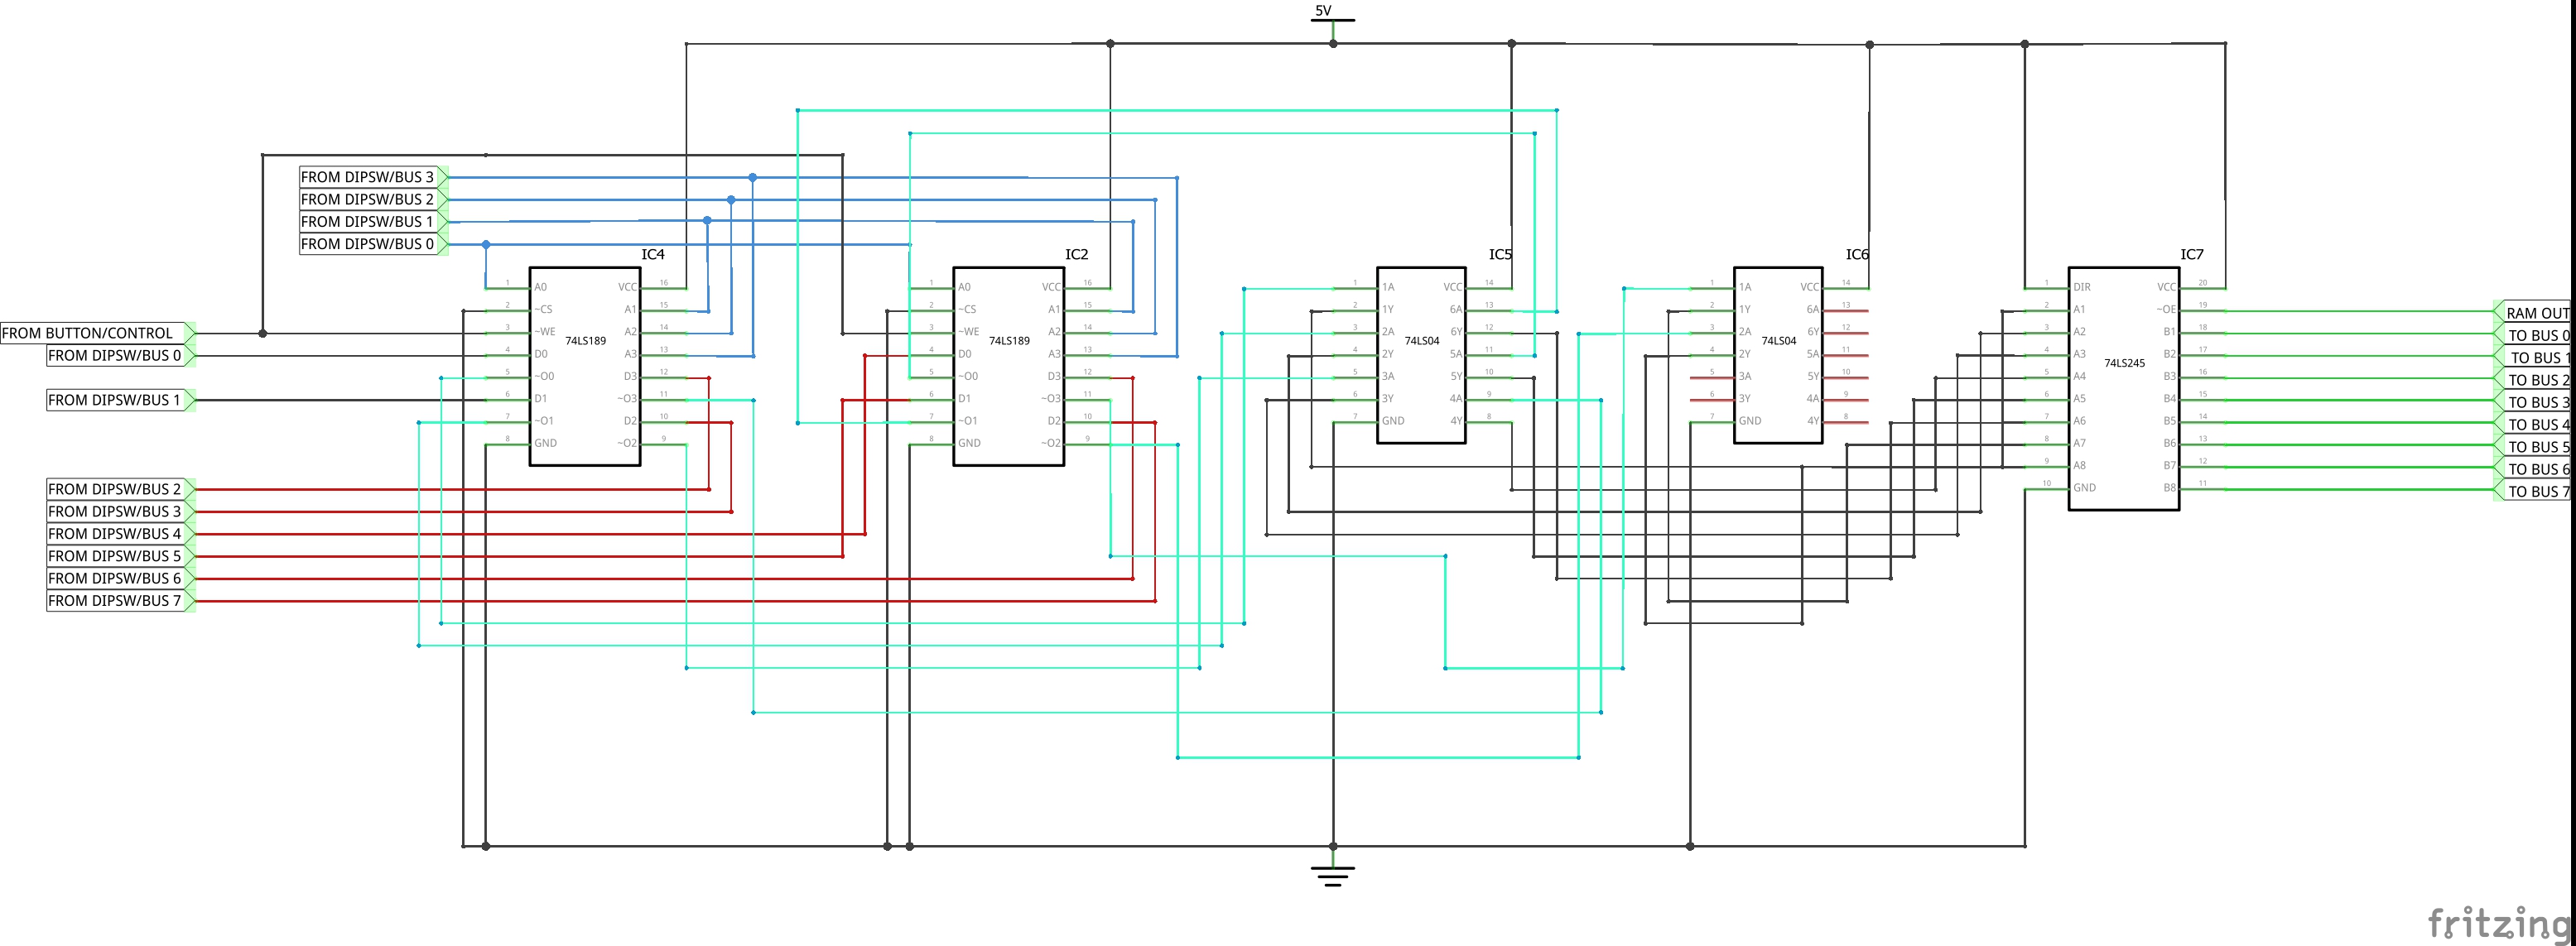 5V
FROM DIPSW/BUS 3
FROM DIPSW/BUS 2
FROM DIPSW/BUS 1
FROM DIPSW/BUS 0
FROM BUTTON/CONTROL
FROM DIPSW/BUS 0
FROM DIPSW/BUS 1
FROM DIPSW/BUS 2
FROM DIPSW/BUS 3
FROM DIPSW/BUS 4
FROM DIPSW/BUS 5
FROM DIPSW/BUS 6
FROM DIPSW/BUS 7
IC4
74LS189
1 A0 VCC 16
2 ~CS A1 15
3 ~WE A2 14
4 D0 A3 13
5 ~O0 D3 12
6 D1 ~O3 11
7 ~O1 D2 10
8 GND ~O2 9
IC2
74LS189
1 A0 VCC 16
2 ~CS A1 15
3 ~WE A2 14
4 D0 A3 13
5 ~O0 D3 12
6 D1 ~O3 11
7 ~O1 D2 10
8 GND ~O2 9
IC5
74LS04
1 1A VCC 14
2 1Y 6A 13
3 2A 6Y 12
4 2Y 5A 11
5 3A 5Y 10
6 3Y 4A 9
7 GND 4Y 8
IC6
74LS04
1 1A VCC 14
2 1Y 6A 13
3 2A 6Y 12
4 2Y 5A 11
5 3A 5Y 10
6 3Y 4A 9
7 GND 4Y 8
IC7
74LS245
1 DIR VCC 20
2 A1 ~OE 19
3 A2 B1 18
4 A3 B2 17
5 A4 B3 16
6 A5 B4 15
7 A6 B5 14
8 A7 B6 13
9 A8 B7 12
10 GND B8 11
RAM OUT
TO BUS 0
TO BUS 1
TO BUS 2
TO BUS 3
TO BUS 4
TO BUS 5
TO BUS 6
TO BUS 7
fritzing